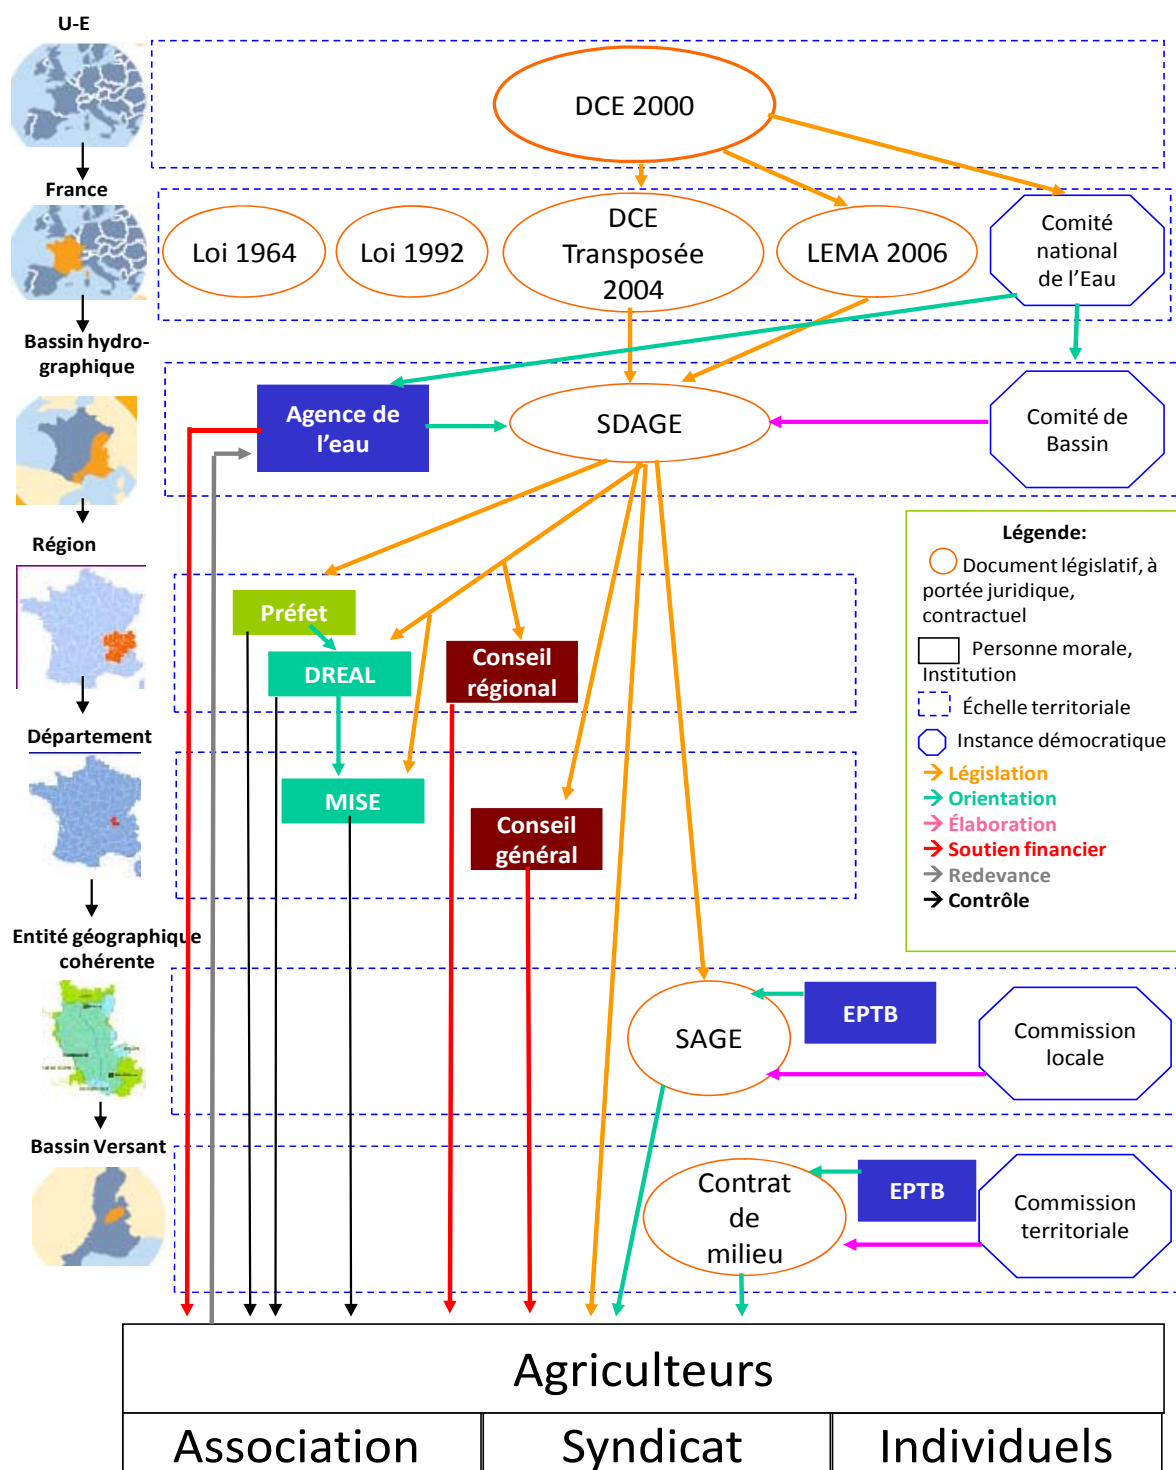 U-E
DCE 2000
France
Loi 1964
Loi 1992
DCE
Transposée
2004
LEMA 2006
Comité
national
de l’Eau
Bassin hydro-
graphique
Agence de
l’eau
SDAGE
Comité de
Bassin
Région
Préfet
DREAL
Conseil
régional
Légende:
Document législatif, à
portée juridique,
contractuel
Personne morale,
Institution
Échelle territoriale
Instance démocratique
Législation
Orientation
Élaboration
Soutien financier
Redevance
Contrôle
Département
MISE
Conseil
général
Entité géographique
cohérente
SAGE
EPTB
Commission
locale
Bassin Versant
Contrat
de
milieu
EPTB
Commission
territoriale
Agriculteurs
Association
Syndicat
Individuels